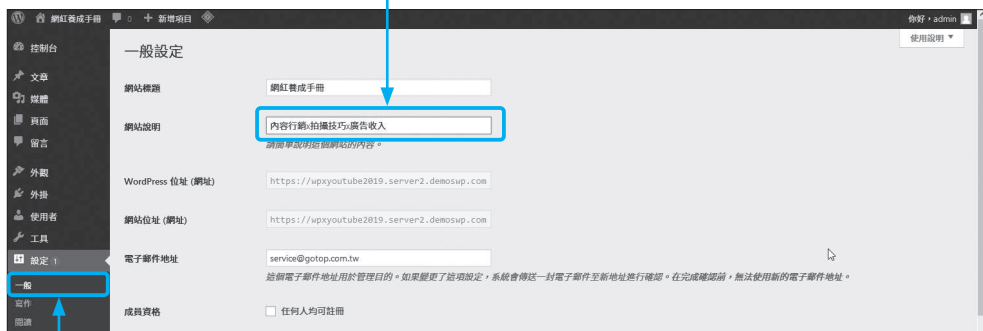 網紅養成手冊 0 新增項目 你好，admin
使用說明
控制台
文章
媒體
頁面
留言
外觀
外掛
使用者
工具
設定 1
一般
寫作
閱讀
一般設定
網站標題 網紅養成手冊
網站說明 內容行銷x拍攝技巧x廣告收入
請簡單說明這個網站的內容。
WordPress 位址 (網址) https://wpxyoutube2019.server2.demoswp.com
網站位址 (網址) https://wpxyoutube2019.server2.demoswp.com
電子郵件地址 service@gotop.com.tw
這個電子郵件地址用於管理目的。如果變更了這項設定，系統會傳送一封電子郵件至新地址進行確認。在完成確認前，無法使用新的電子郵件地址。
成員資格 任何人均可註冊